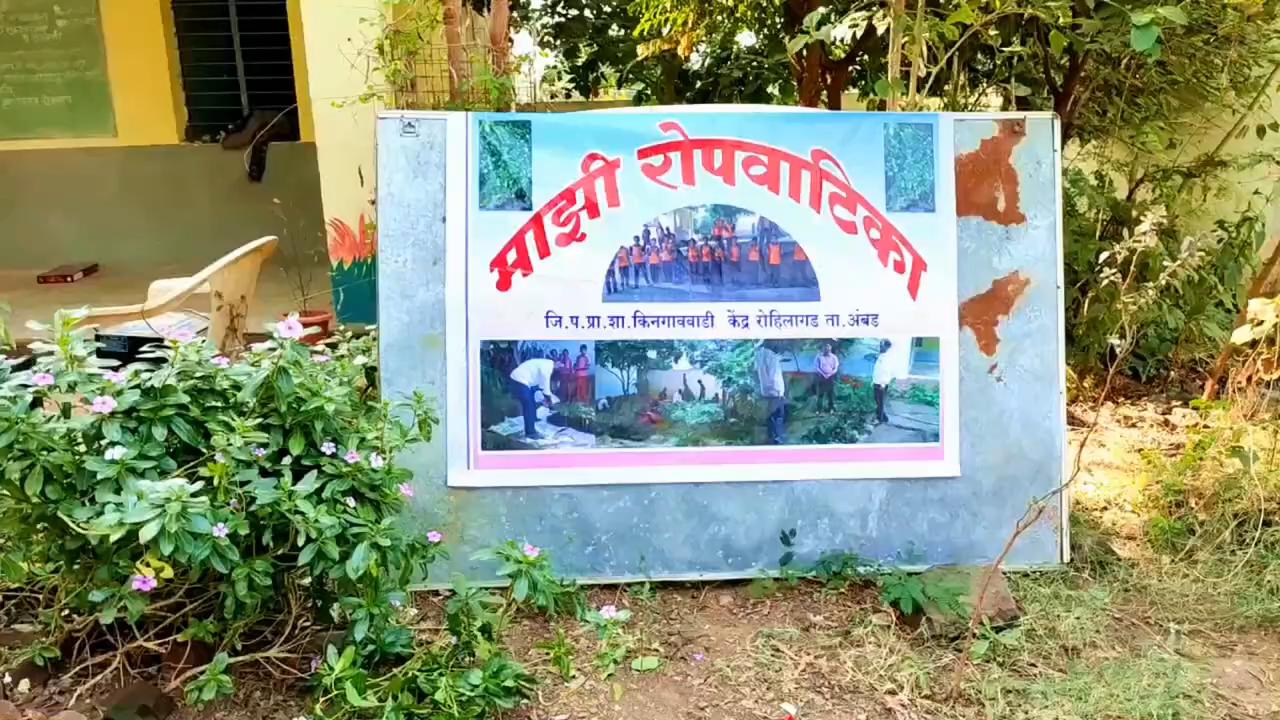 माझी रोपवाटिका
जि.प.प्रा.शा.किनगाववाडी केंद्र रोहिलागड ता.अंबड